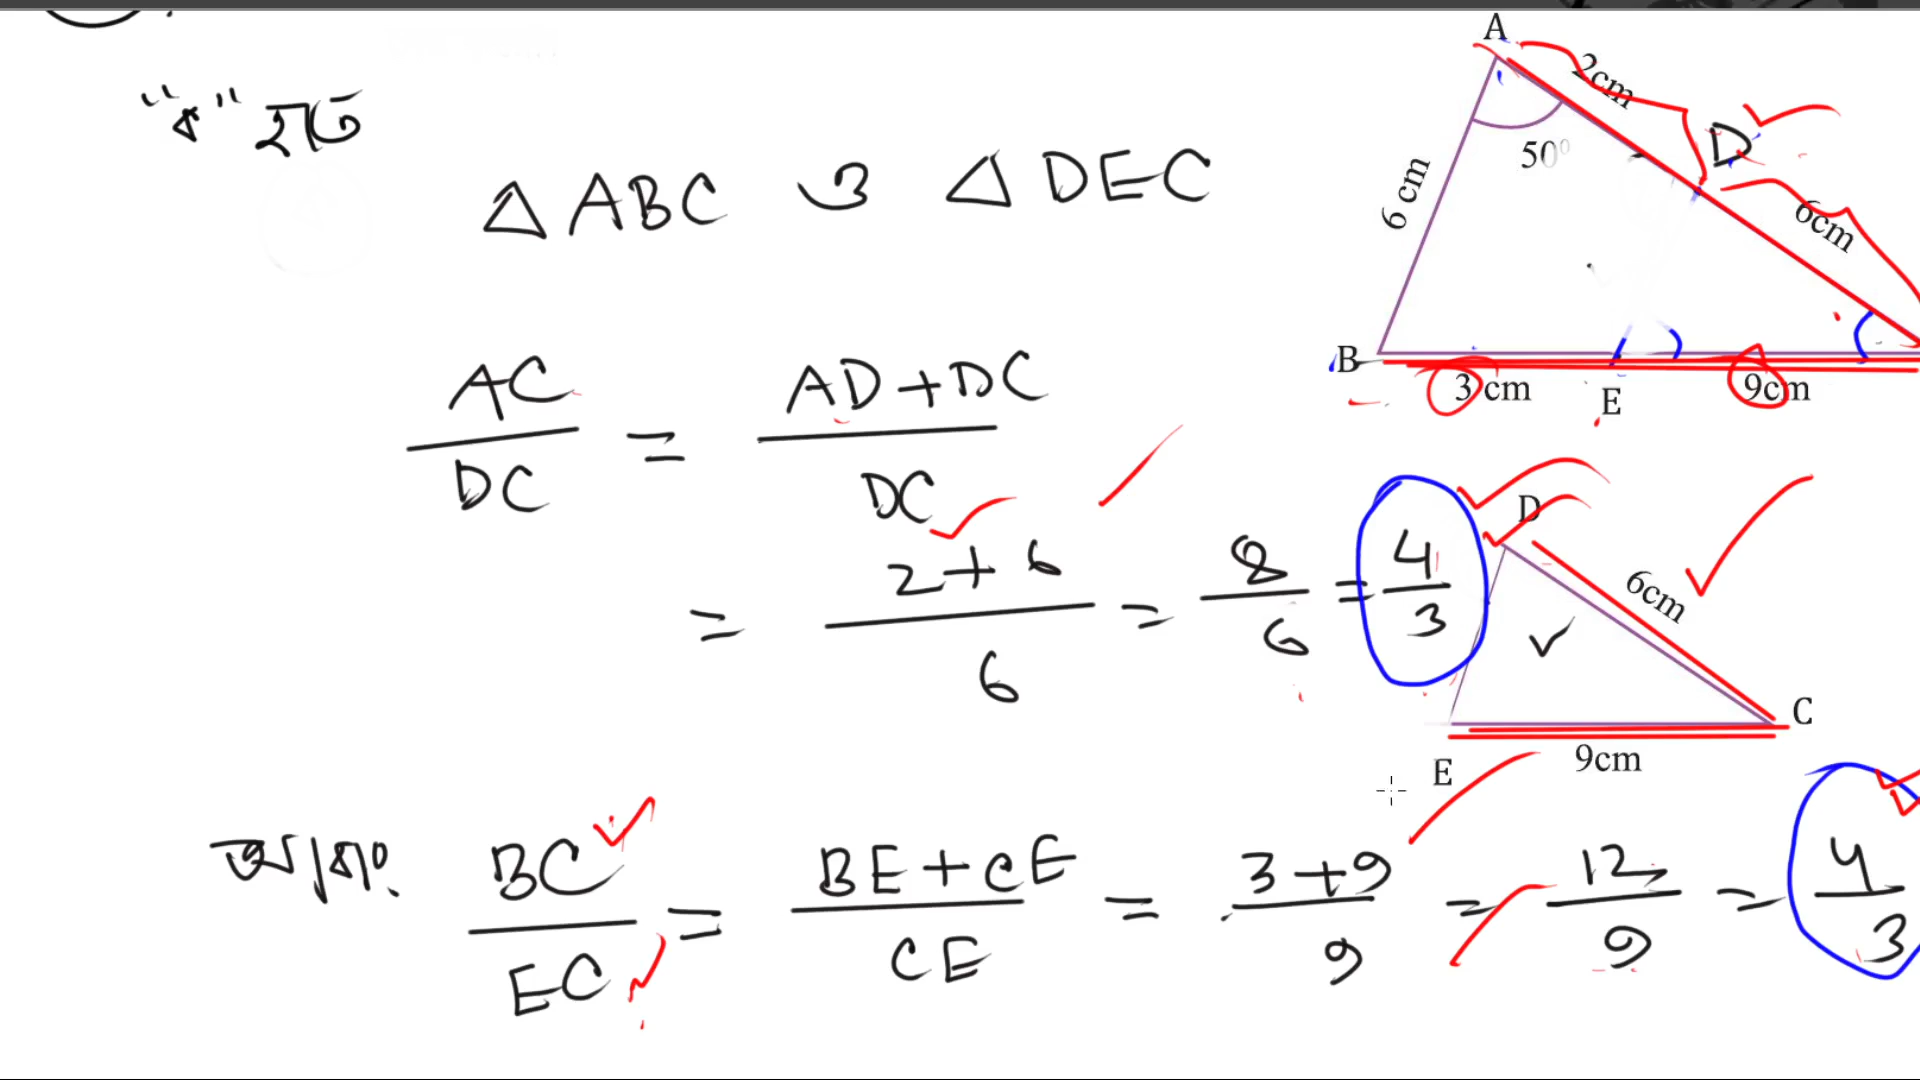 "ক" হতে
△ ABC ও △ DEC
AC/DC = AD+DC/DC
= 2+6/6 = 8/6 = 4/3
আবার, BC/EC = BE+CE/CE = 3+9/9 = 12/9 = 4/3
A
2cm
D
50°
6 cm
6cm
B
3 cm
E
9cm
D
6cm
C
E
9cm